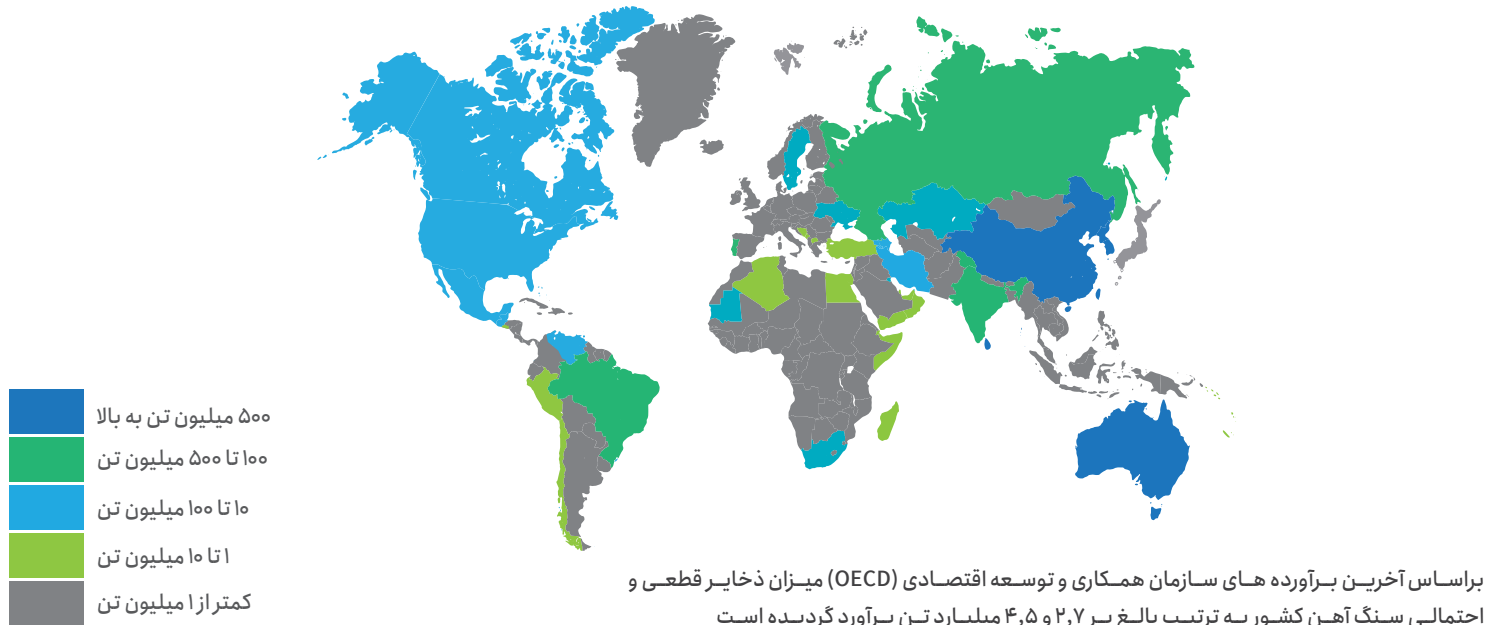 ۵۰۰ میلیون تن به بالا
۱۰۰ تا ۵۰۰ میلیون تن
۱۰ تا ۱۰۰ میلیون تن
۱ تا ۱۰ میلیون تن
کمتر از ۱ میلیون تن
براساس آخرین برآورده های سازمان همکاری و توسعه اقتصادی (OECD) میزان ذخایر قطعی و
احتمالی سنگ آهن کشور به ترتیب بالغ بر ۲,۷ و ۴,۵ میلیارد تن برآورد گردیده است